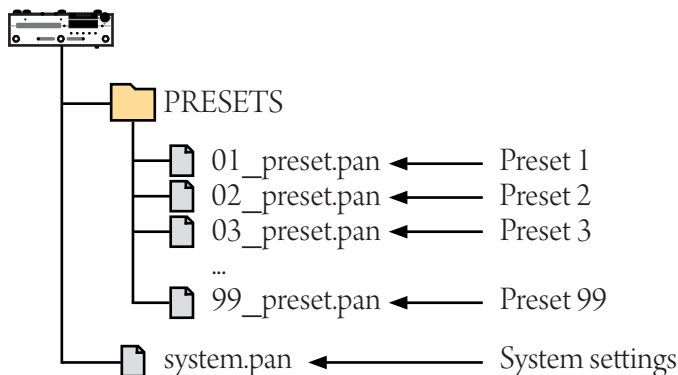 PRESETS
01_preset.pan Preset 1
02_preset.pan Preset 2
03_preset.pan Preset 3
...
99_preset.pan Preset 99
system.pan System settings